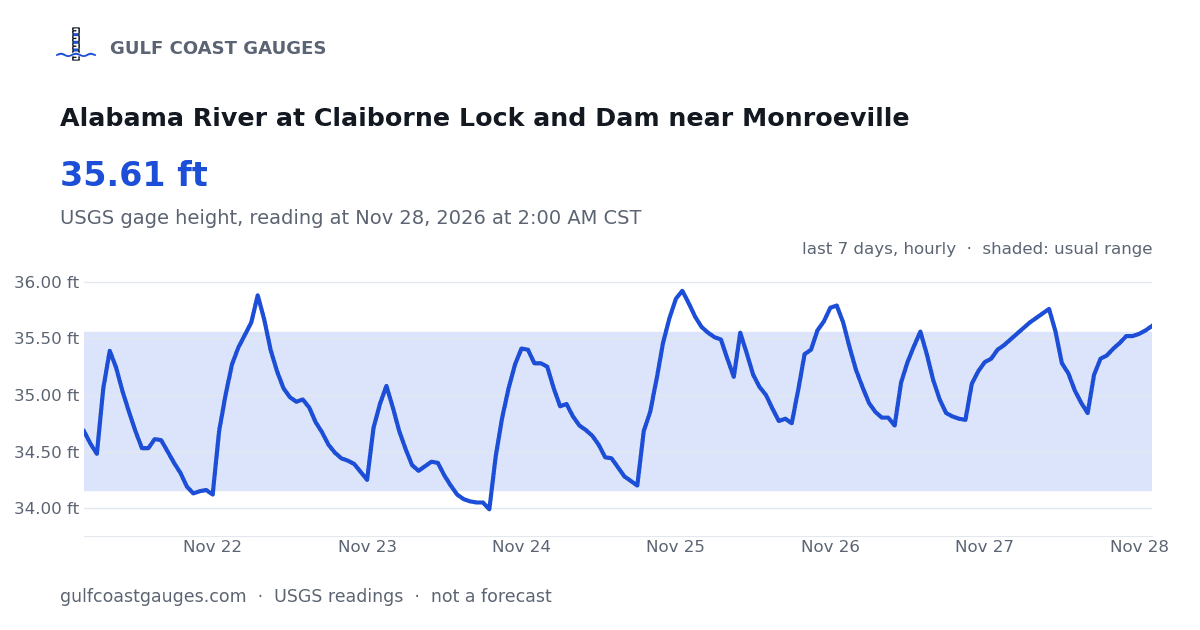 GULF COAST GAUGES
Alabama River at Claiborne Lock and Dam near Monroeville
35.61 ft
USGS gage height, reading at Nov 28, 2026 at 2:00 AM CST
last 7 days, hourly · shaded: usual range
36.00 ft
35.50 ft
35.00 ft
34.50 ft
34.00 ft
Nov 22 Nov 23 Nov 24 Nov 25 Nov 26 Nov 27 Nov 28
gulfcoastgauges.com · USGS readings · not a forecast